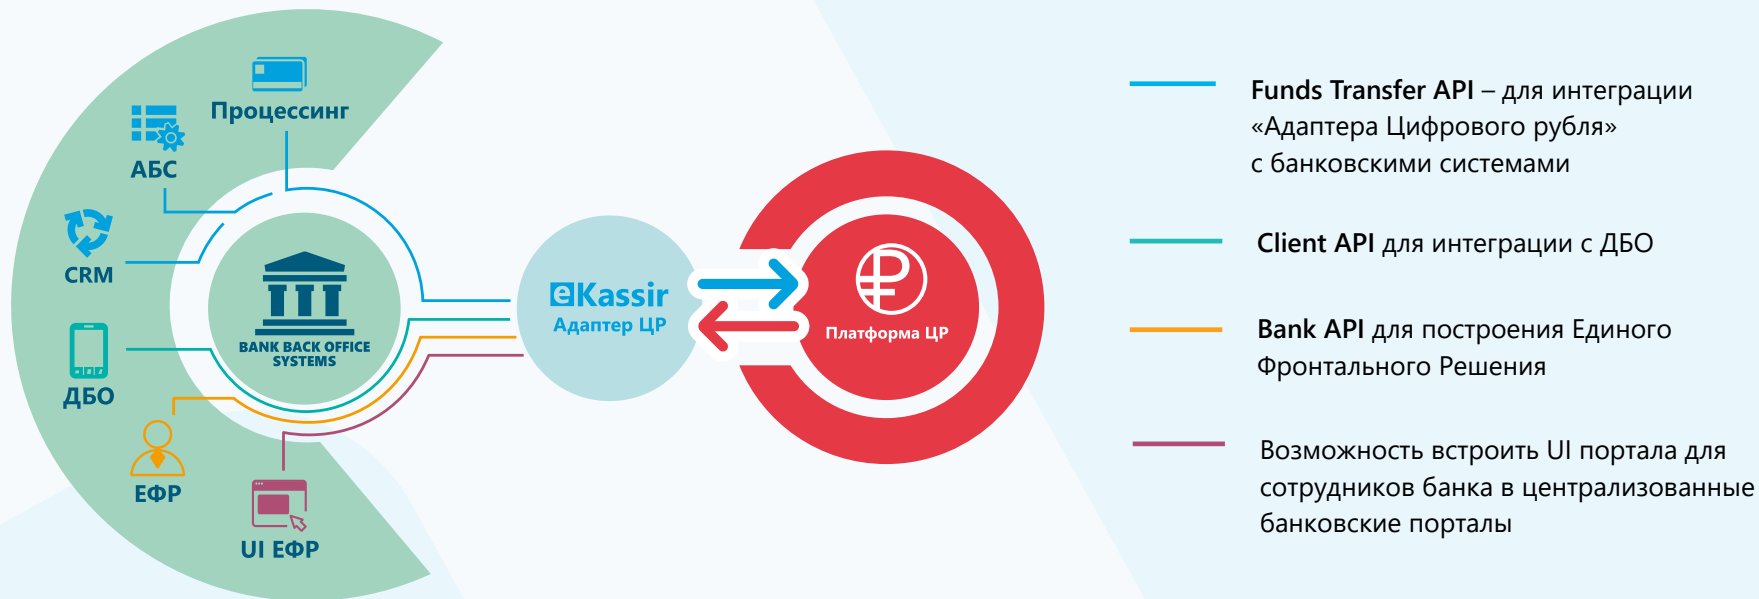 Процессинг
АБС
CRM
ДБО
ЕФР
UI ЕФР
BANK BACK OFFICE
SYSTEMS
eKassir
Адаптер ЦР
Платформа ЦР
Funds Transfer API – для интеграции
«Адаптера Цифрового рубля»
с банковскими системами
Client API для интеграции с ДБО
Bank API для построения Единого
Фронтального Решения
Возможность встроить UI портала для
сотрудников банка в централизованные
банковские порталы